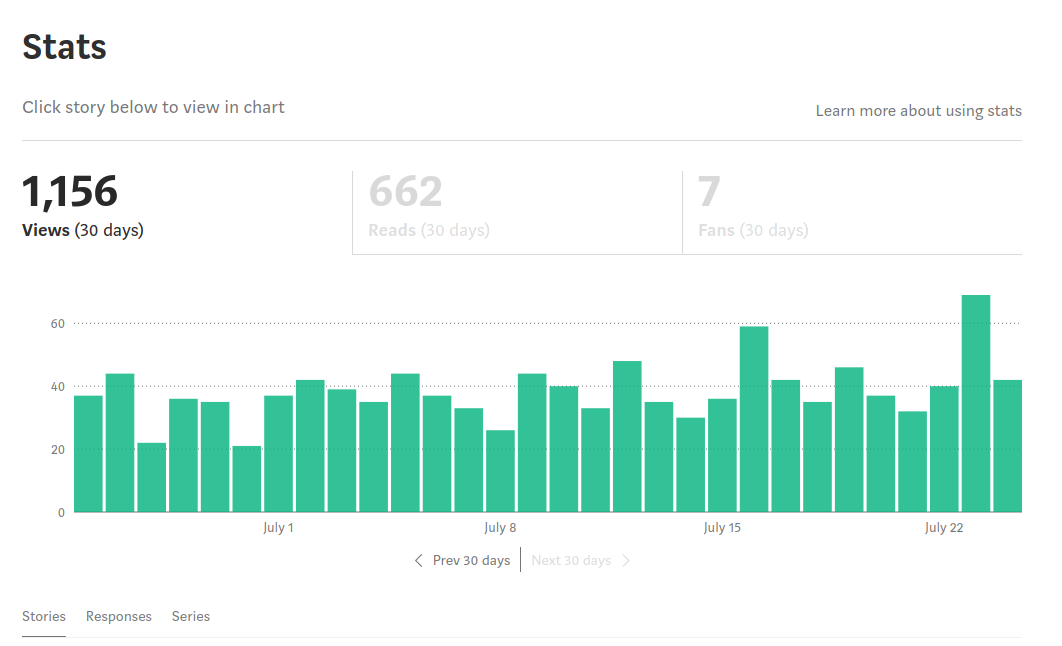 Stats
Click story below to view in chart
Learn more about using stats
1,156
Views (30 days)
662
Reads (30 days)
7
Fans (30 days)
60
40
20
0
July 1 July 8 July 15 July 22
Prev 30 days Next 30 days
Stories Responses Series